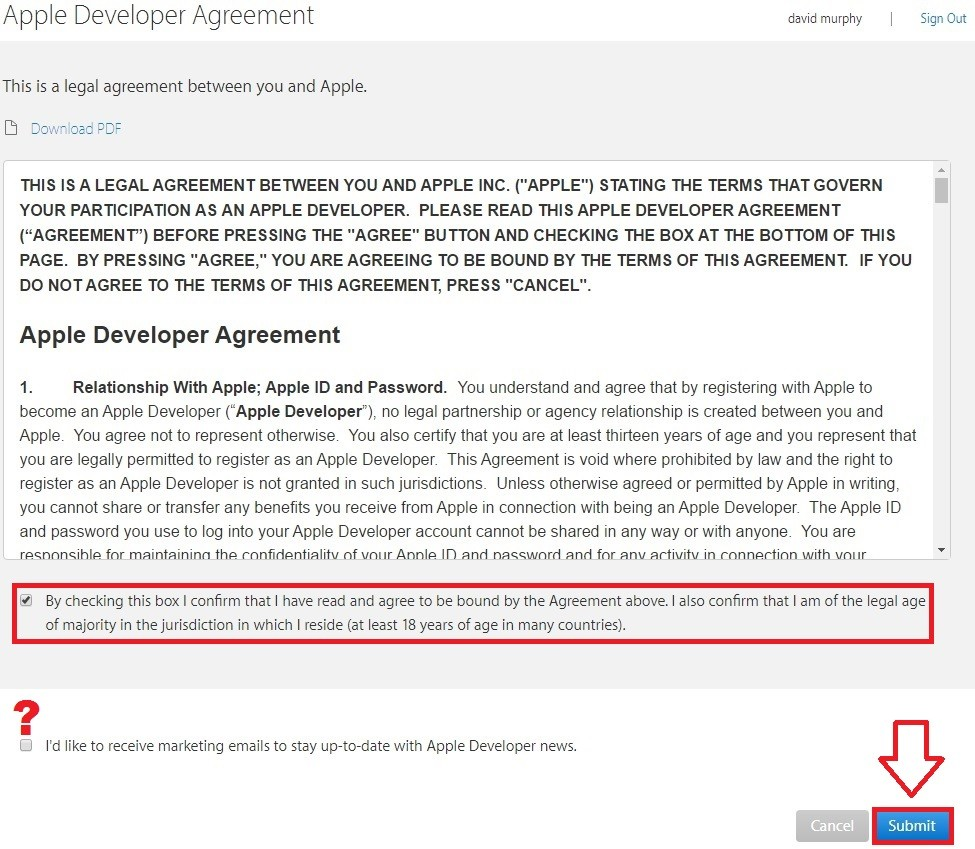 Apple Developer Agreement
david murphy | Sign Out
This is a legal agreement between you and Apple.
Download PDF
THIS IS A LEGAL AGREEMENT BETWEEN YOU AND APPLE INC. ("APPLE") STATING THE TERMS THAT GOVERN
YOUR PARTICIPATION AS AN APPLE DEVELOPER.  PLEASE READ THIS APPLE DEVELOPER AGREEMENT
(“AGREEMENT”) BEFORE PRESSING THE "AGREE" BUTTON AND CHECKING THE BOX AT THE BOTTOM OF THIS
PAGE.  BY PRESSING "AGREE," YOU ARE AGREEING TO BE BOUND BY THE TERMS OF THIS AGREEMENT.  IF YOU
DO NOT AGREE TO THE TERMS OF THIS AGREEMENT, PRESS "CANCEL".
Apple Developer Agreement
1. Relationship With Apple; Apple ID and Password.  You understand and agree that by registering with Apple to
become an Apple Developer (“Apple Developer”), no legal partnership or agency relationship is created between you and
Apple.  You agree not to represent otherwise.  You also certify that you are at least thirteen years of age and you represent that
you are legally permitted to register as an Apple Developer.  This Agreement is void where prohibited by law and the right to
register as an Apple Developer is not granted in such jurisdictions.  Unless otherwise agreed or permitted by Apple in writing,
you cannot share or transfer any benefits you receive from Apple in connection with being an Apple Developer.  The Apple ID
and password you use to log into your Apple Developer account cannot be shared in any way or with anyone.  You are
responsible for maintaining the confidentiality of your Apple ID and password and for any activity in connection with your
By checking this box I confirm that I have read and agree to be bound by the Agreement above. I also confirm that I am of the legal age
of majority in the jurisdiction in which I reside (at least 18 years of age in many countries).
?
I'd like to receive marketing emails to stay up-to-date with Apple Developer news.
Cancel Submit